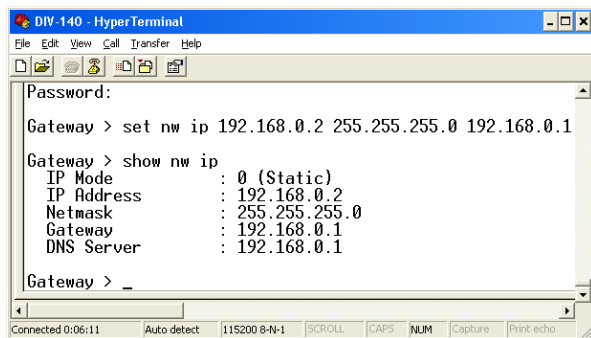 DIV-140 - HyperTerminal
File Edit View Call Transfer Help
Password:
Gateway > set nw ip 192.168.0.2 255.255.255.0 192.168.0.1
Gateway > show nw ip
IP Mode : 0 (Static)
IP Address : 192.168.0.2
Netmask : 255.255.255.0
Gateway : 192.168.0.1
DNS Server : 192.168.0.1
Gateway > _
Connected 0:06:11 Auto detect 115200 8-N-1 SCROLL CAPS NUM Capture Print echo